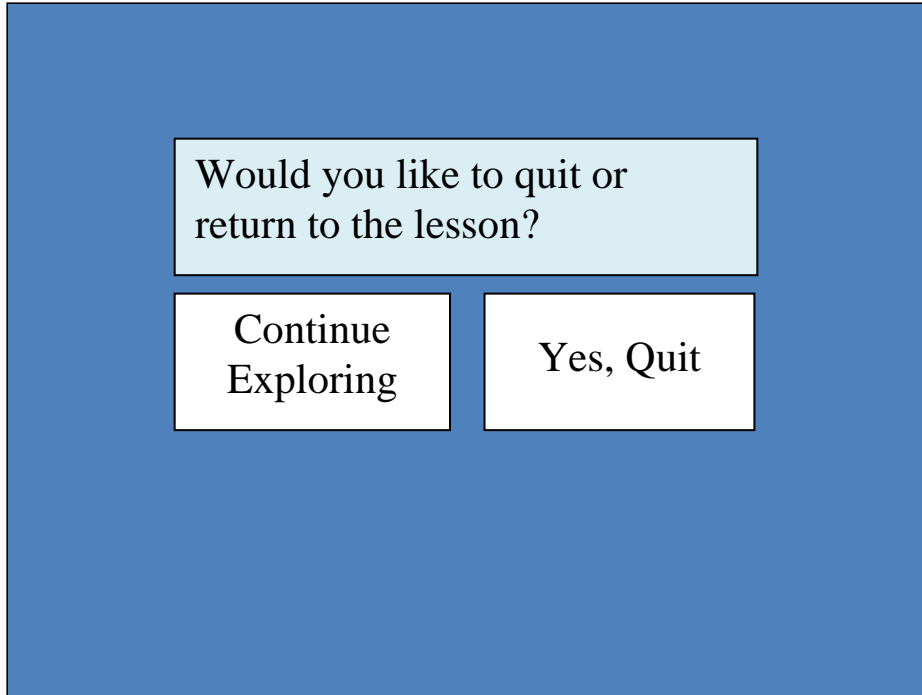 Would you like to quit or
return to the lesson?
Continue
Exploring
Yes, Quit